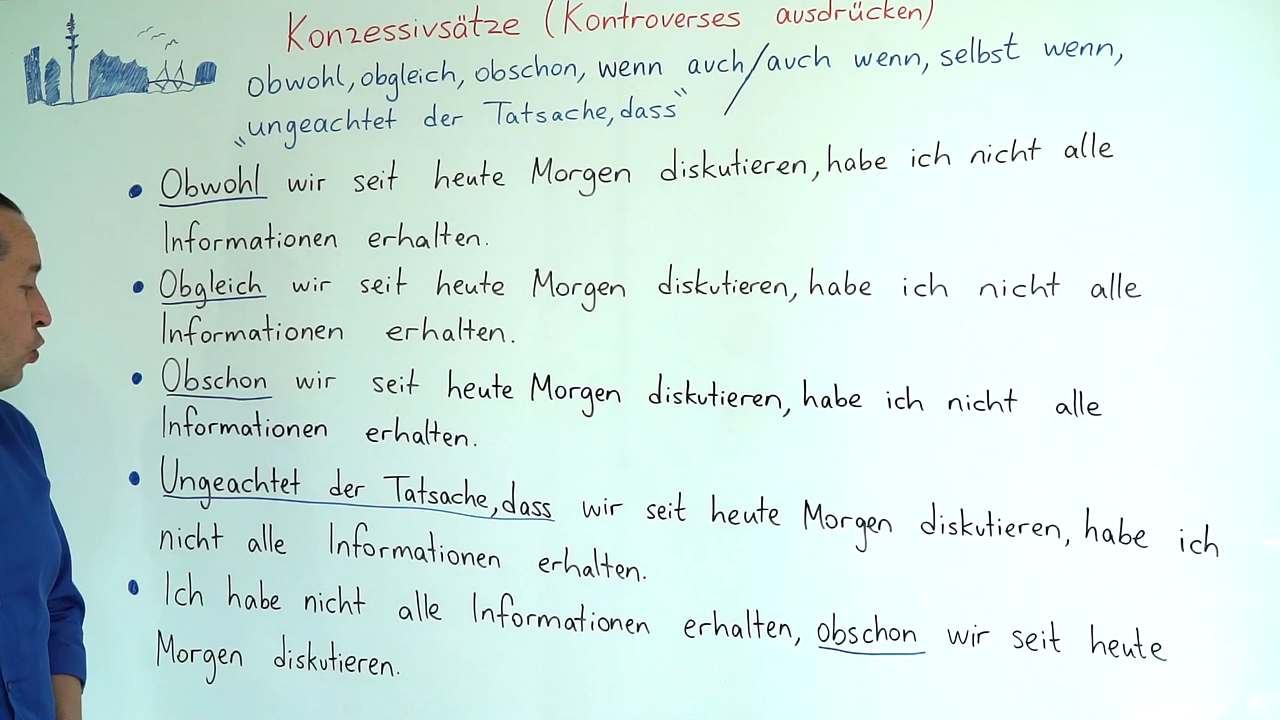 Konzessivsätze (Kontroverses ausdrücken)
obwohl, obgleich, obschon, wenn auch/auch wenn, selbst wenn,
„ungeachtet der Tatsache, dass“
• Obwohl wir seit heute Morgen diskutieren, habe ich nicht alle
Informationen erhalten.
• Obgleich wir seit heute Morgen diskutieren, habe ich nicht alle
Informationen erhalten.
• Obschon wir seit heute Morgen diskutieren, habe ich nicht alle
Informationen erhalten.
• Ungeachtet der Tatsache, dass wir seit heute Morgen diskutieren, habe ich
nicht alle Informationen erhalten.
• Ich habe nicht alle Informationen erhalten, obschon wir seit heute
Morgen diskutieren.